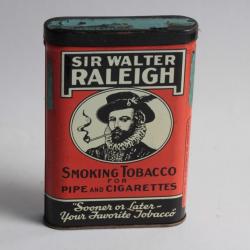 SIR WALTER
RALEIGH
SMOKING TOBACCO
FOR
PIPE AND CIGARETTES
"Sooner or Later—
Your Favorite Tobacco"